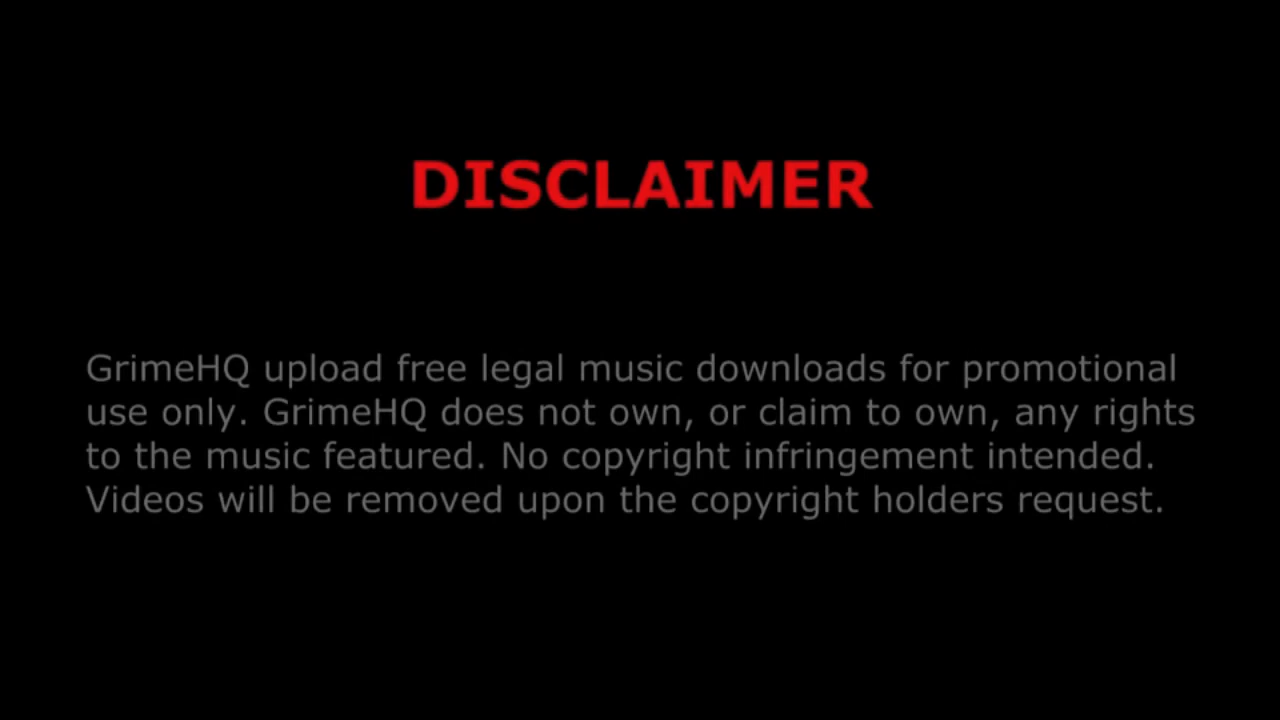 DISCLAIMER
GrimeHQ upload free legal music downloads for promotional
use only. GrimeHQ does not own, or claim to own, any rights
to the music featured. No copyright infringement intended.
Videos will be removed upon the copyright holders request.